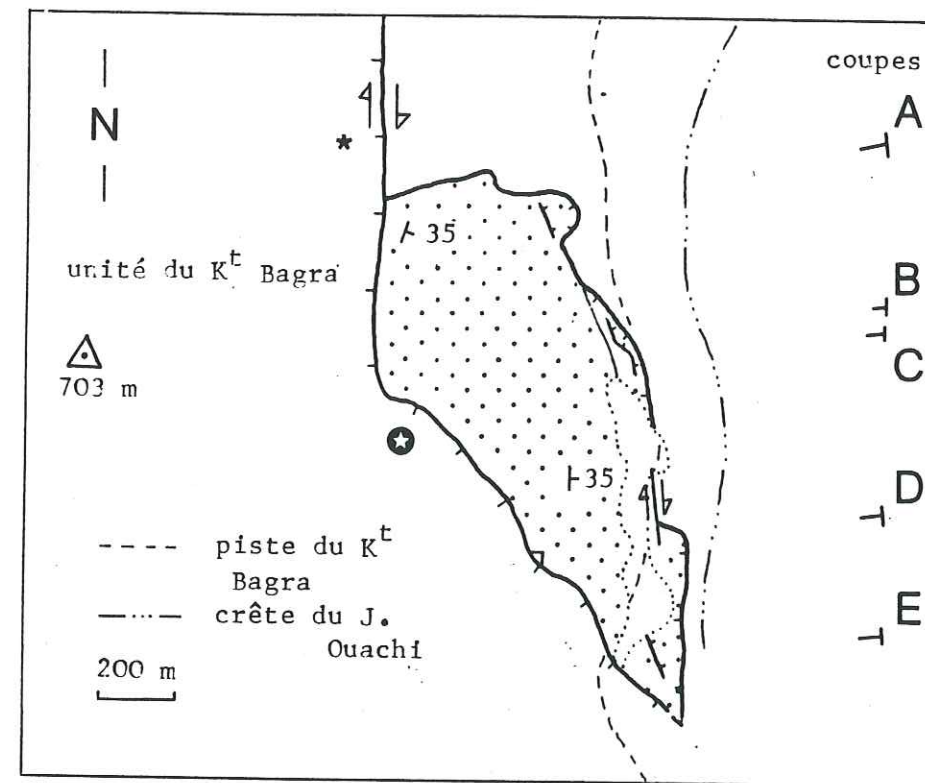 coupes
A
N
35
unité du Kt Bagra
B
C
703 m
35
D
piste du Kt
Bagra
E
crête du J.
Ouachi
200 m